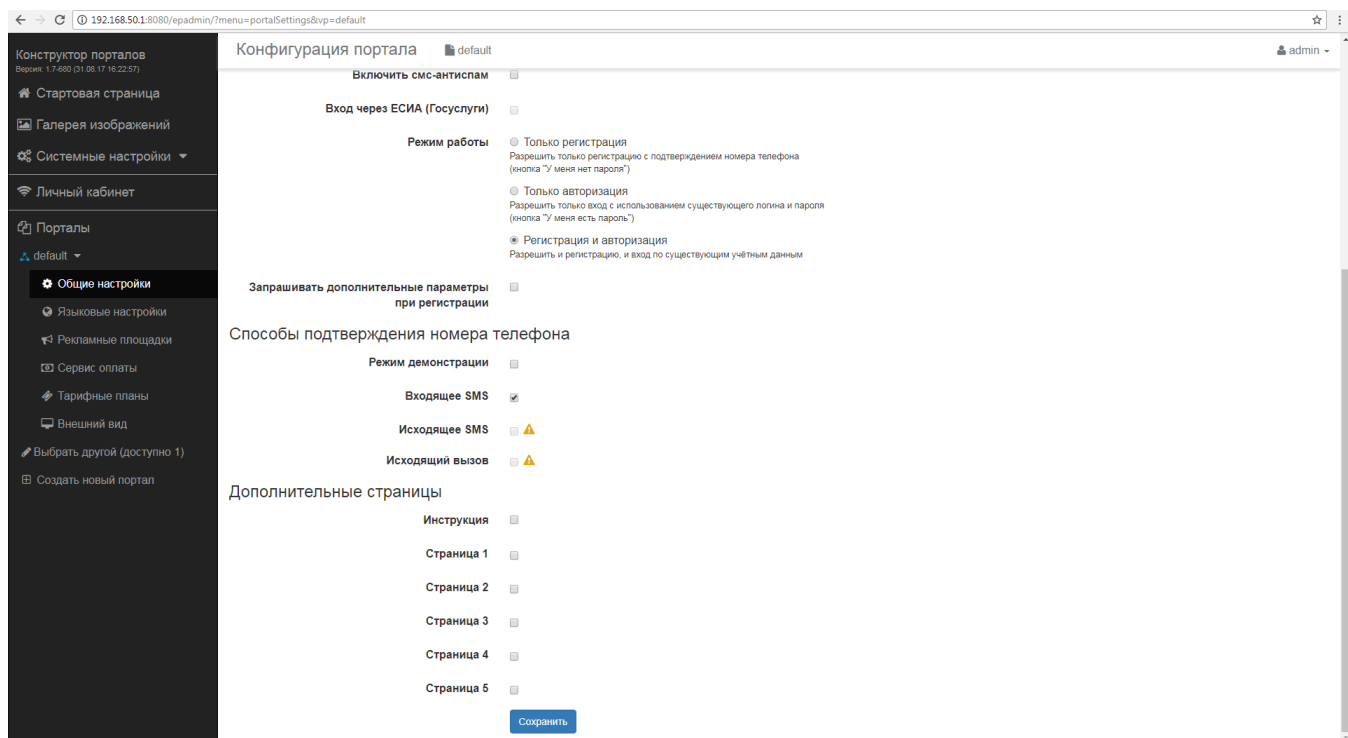 192.168.50.1:8080/epadmin/?menu=portalSettings&vp=default
Конструктор порталов
Версия: 1.7-680 (31.08.17 16:22:57)
Стартовая страница
Галерея изображений
Системные настройки
Личный кабинет
Порталы
default
Общие настройки
Языковые настройки
Рекламные площадки
Сервис оплаты
Тарифные планы
Внешний вид
Выбрать другой (доступно 1)
Создать новый портал
Конфигурация портала default admin
Включить смс-антиспам
Вход через ЕСИА (Госуслуги)
Режим работы
Только регистрация
Разрешить только регистрацию с подтверждением номера телефона
(кнопка "У меня нет пароля")
Только авторизация
Разрешить только вход с использованием существующего логина и пароля
(кнопка "У меня есть пароль")
Регистрация и авторизация
Разрешить и регистрацию, и вход по существующим учётным данным
Запрашивать дополнительные параметры
при регистрации
Способы подтверждения номера телефона
Режим демонстрации
Входящее SMS
Исходящее SMS
Исходящий вызов
Дополнительные страницы
Инструкция
Страница 1
Страница 2
Страница 3
Страница 4
Страница 5
Сохранить